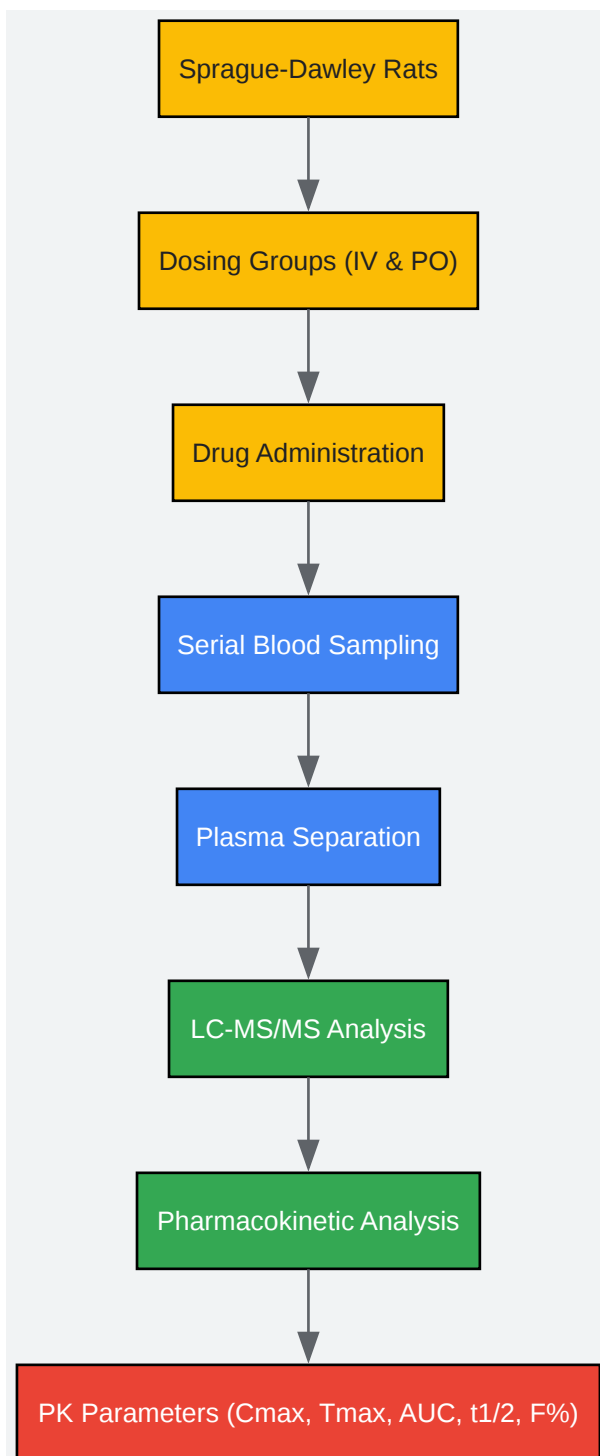 Sprague-Dawley Rats
Dosing Groups (IV & PO)
Drug Administration
Serial Blood Sampling
Plasma Separation
LC-MS/MS Analysis
Pharmacokinetic Analysis
PK Parameters (Cmax, Tmax, AUC, t1/2, F%)